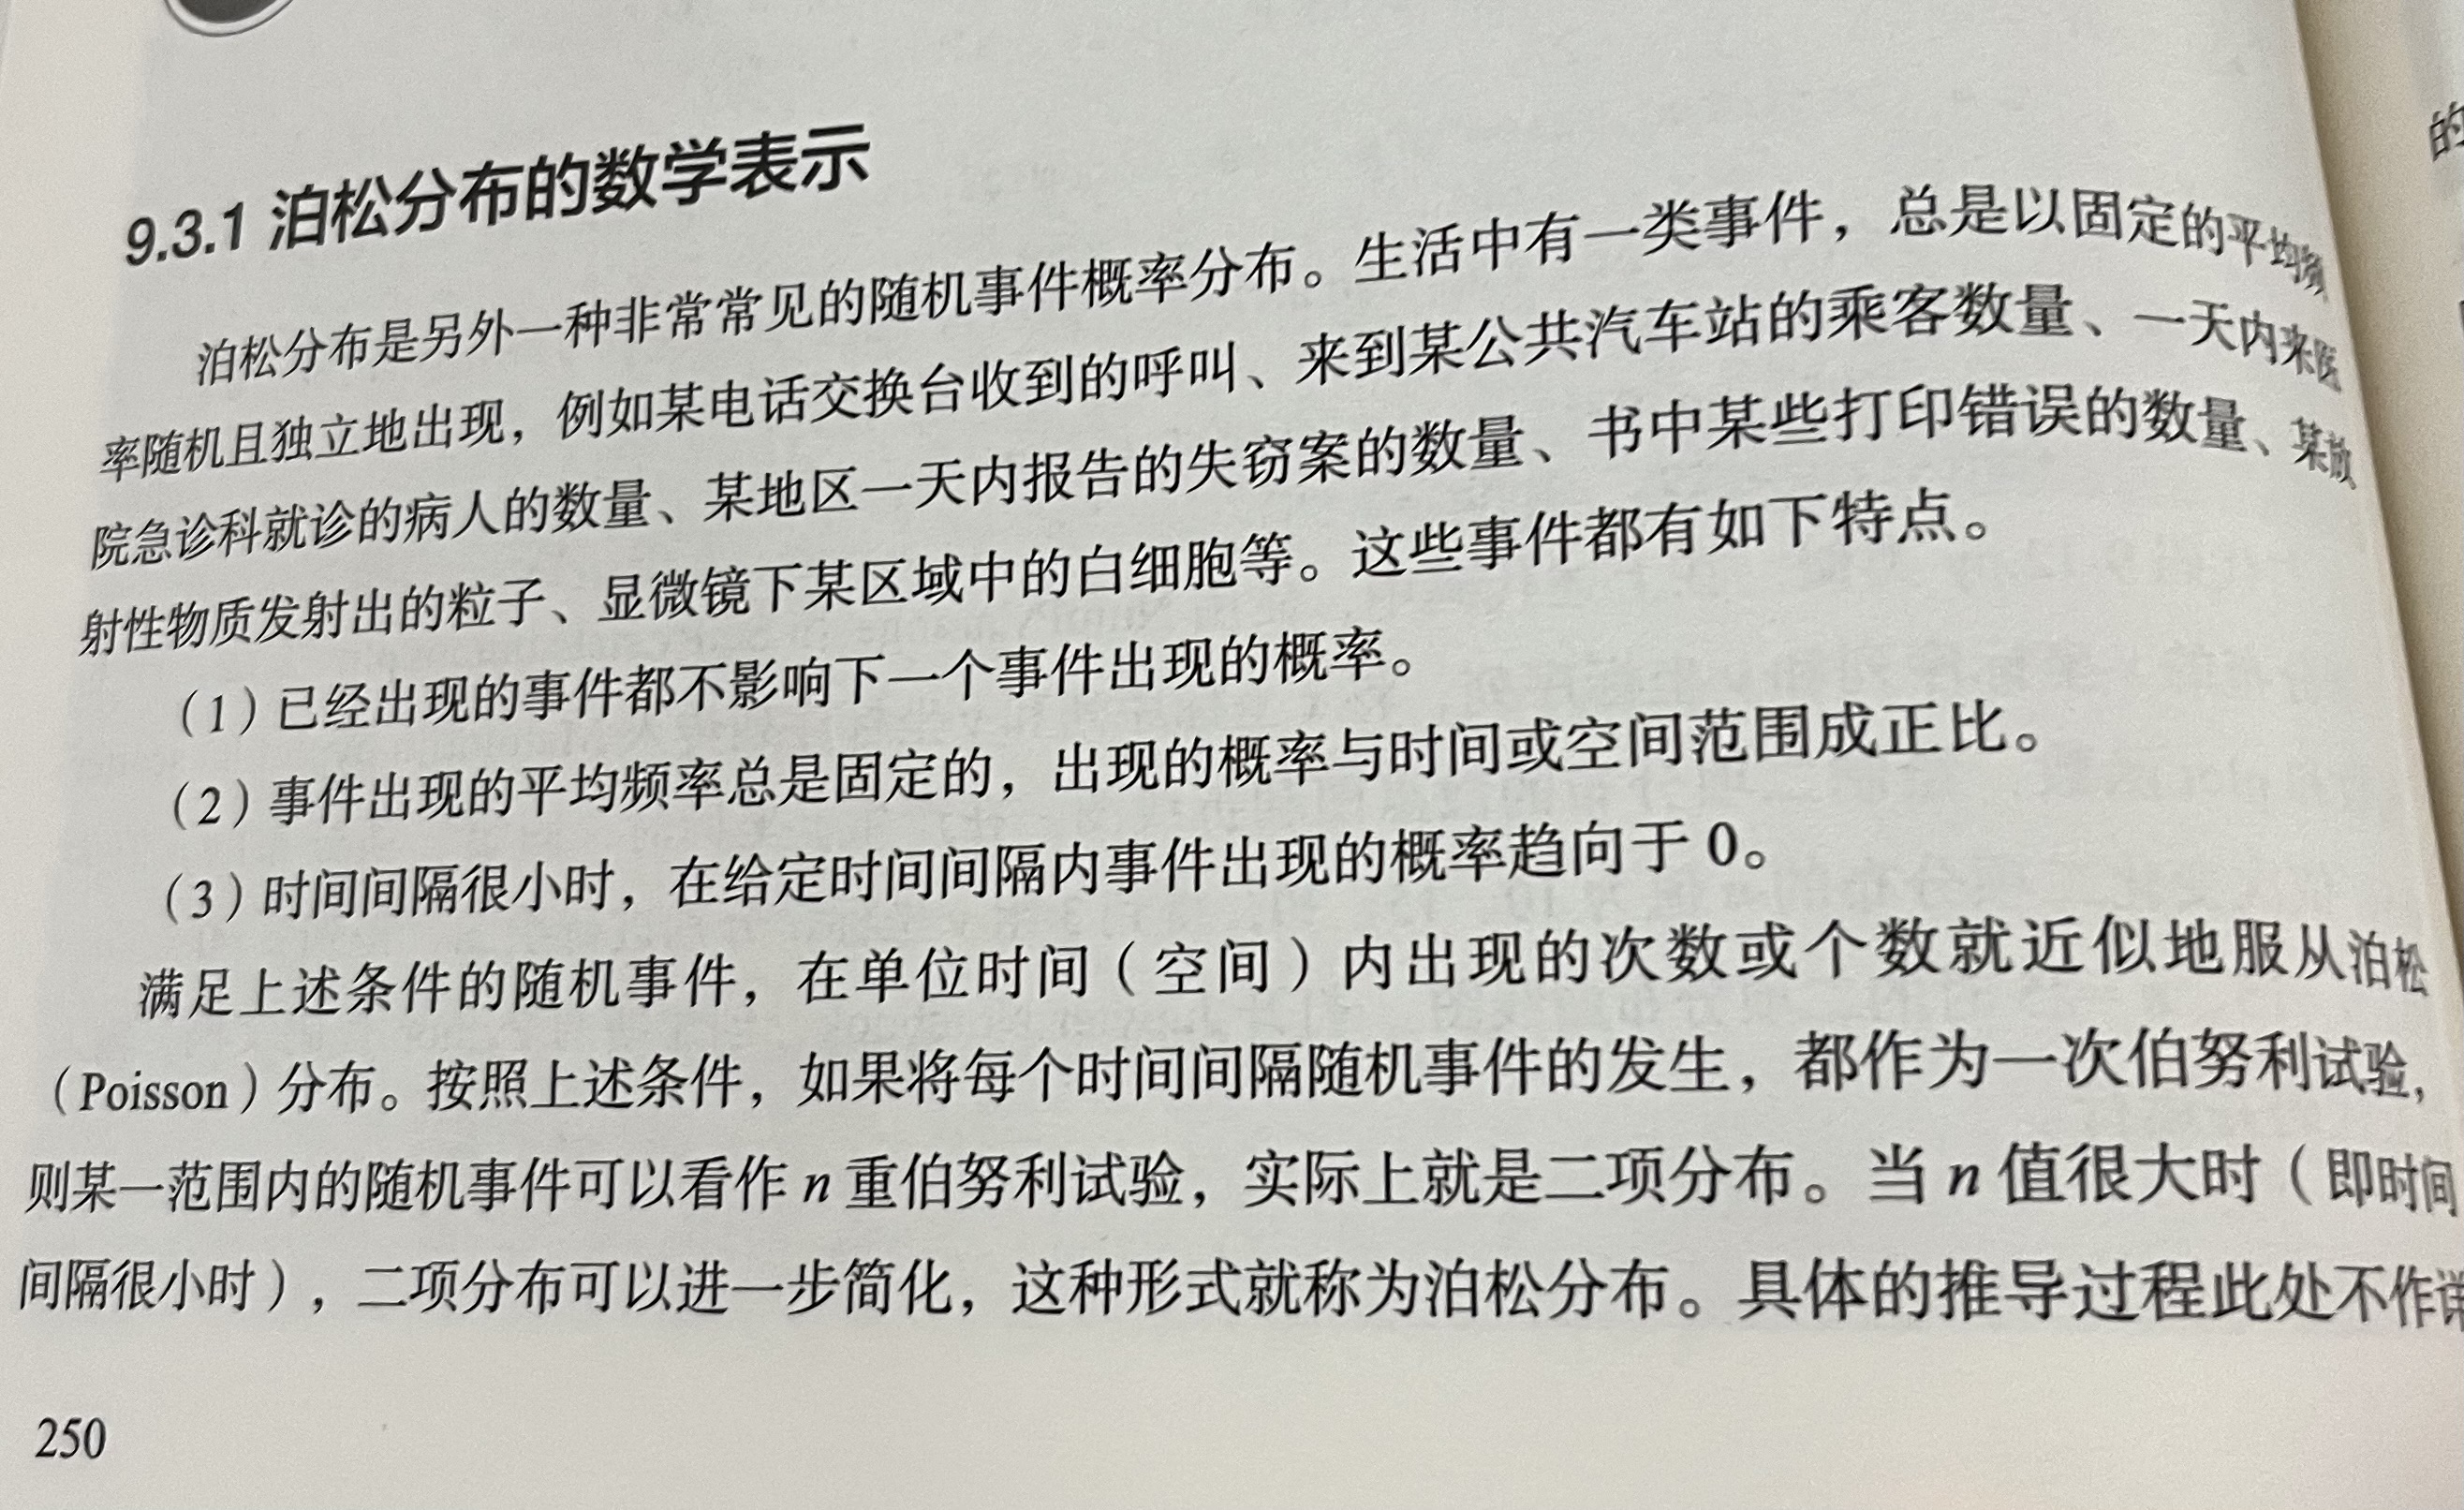 9.3.1 泊松分布的数学表示
泊松分布是另外一种非常常见的随机事件概率分布。生活中有一类事件，总是以固定的平均频
率随机且独立地出现，例如某电话交换台收到的呼叫、来到某公共汽车站的乘客数量、一天内来医
院急诊科就诊的病人的数量、某地区一天内报告的失窃案的数量、书中某些打印错误的数量、某放
射性物质发射出的粒子、显微镜下某区域中的白细胞等。这些事件都有如下特点。
（1）已经出现的事件都不影响下一个事件出现的概率。
（2）事件出现的平均频率总是固定的，出现的概率与时间或空间范围成正比。
（3）时间间隔很小时，在给定时间间隔内事件出现的概率趋向于 0。
满足上述条件的随机事件，在单位时间（空间）内出现的次数或个数就近似地服从泊松
（Poisson）分布。按照上述条件，如果将每个时间间隔随机事件的发生，都作为一次伯努利试验，
则某一范围内的随机事件可以看作 n 重伯努利试验，实际上就是二项分布。当 n 值很大时（即时间
间隔很小时），二项分布可以进一步简化，这种形式就称为泊松分布。具体的推导过程此处不作详
250
的